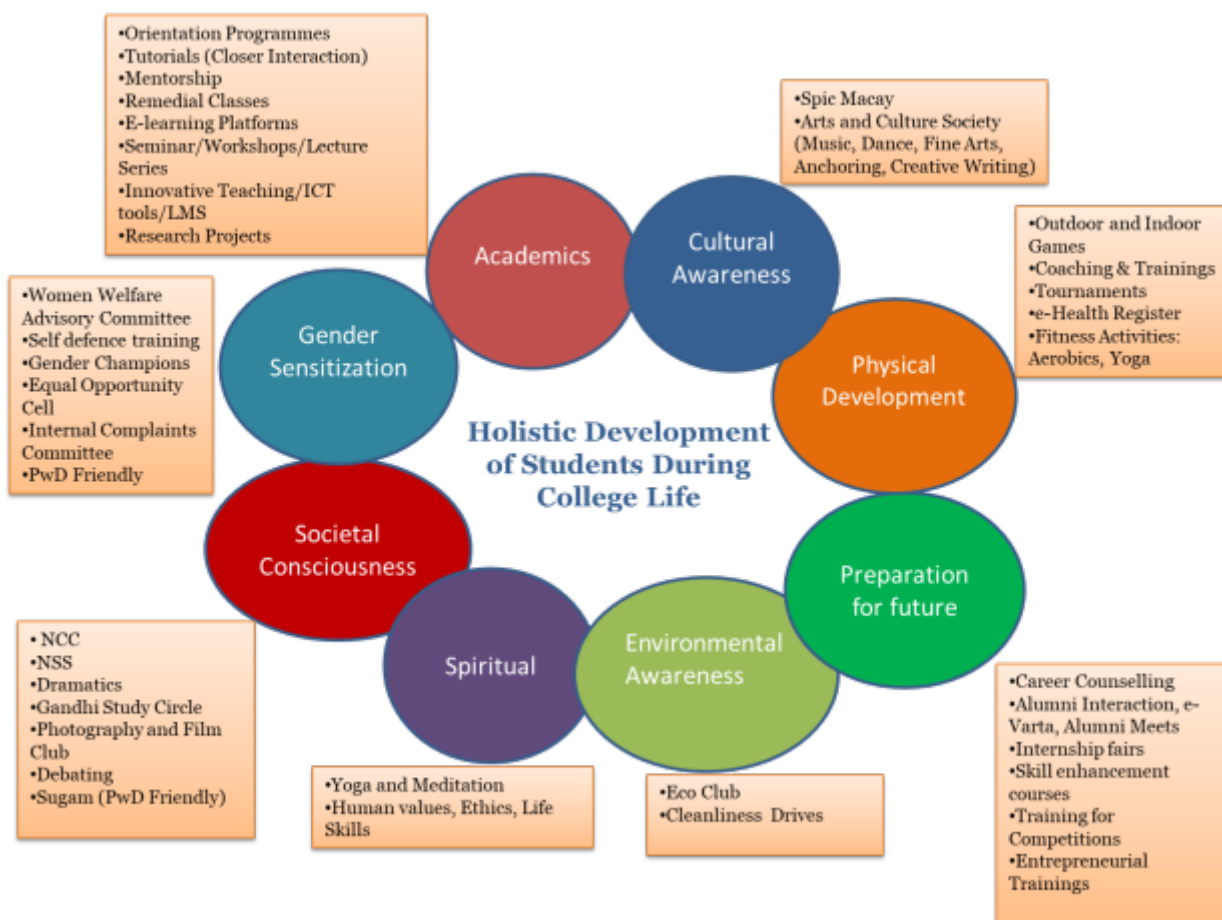 •Orientation Programmes
•Tutorials (Closer Interaction)
•Mentorship
•Remedial Classes
•E-learning Platforms
•Seminar/Workshops/Lecture
Series
•Innovative Teaching/ICT
tools/LMS
•Research Projects
Academics
•Spic Macay
•Arts and Culture Society
(Music, Dance, Fine Arts,
Anchoring, Creative Writing)
Cultural
Awareness
•Outdoor and Indoor
Games
•Coaching & Trainings
•Tournaments
•e-Health Register
•Fitness Activities:
Aerobics, Yoga
Physical
Development
•Women Welfare
Advisory Committee
•Self defence training
•Gender Champions
•Equal Opportunity
Cell
•Internal Complaints
Committee
•PwD Friendly
Gender
Sensitization
Holistic Development
of Students During
College Life
Societal
Consciousness
• NCC
•NSS
•Dramatics
•Gandhi Study Circle
•Photography and Film
Club
•Debating
•Sugam (PwD Friendly)
Spiritual
•Yoga and Meditation
•Human values, Ethics, Life
Skills
Environmental
Awareness
•Eco Club
•Cleanliness Drives
Preparation
for future
•Career Counselling
•Alumni Interaction, e-
Varta, Alumni Meets
•Internship fairs
•Skill enhancement
courses
•Training for
Competitions
•Entrepreneurial
Trainings